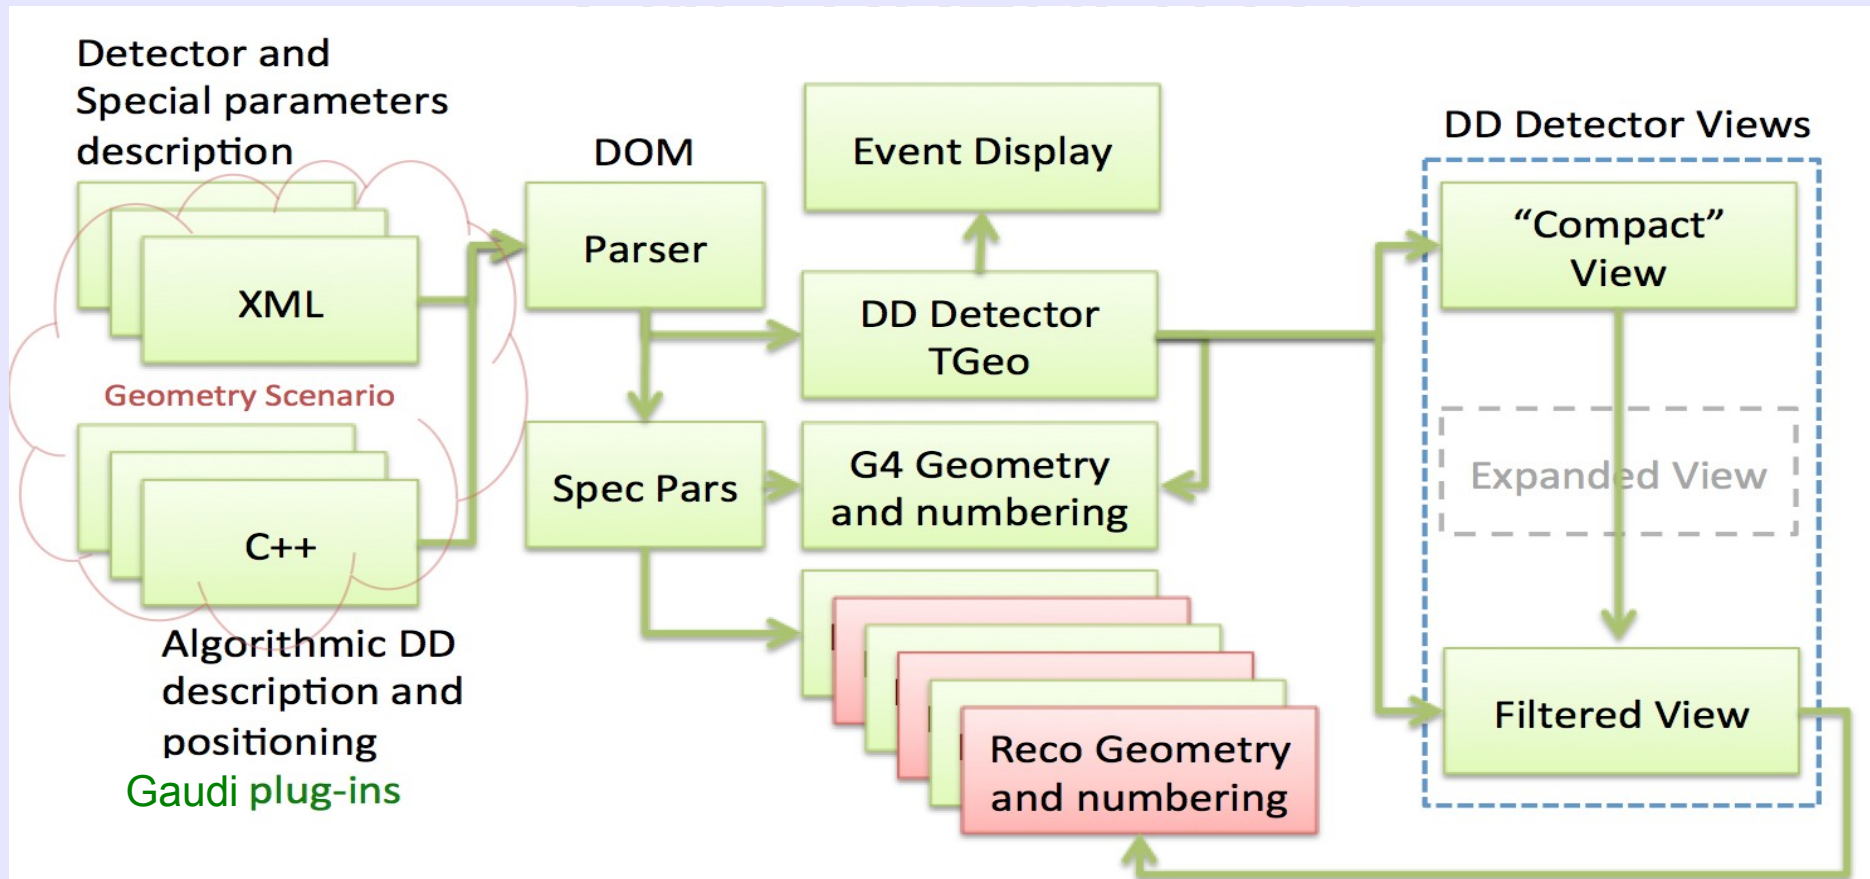 Detector and
Special parameters
description
XML
Geometry Scenario
C++
Algorithmic DD
description and
positioning
Gaudi plug-ins
DOM
Parser
Spec Pars
Event Display
DD Detector
TGeo
G4 Geometry
and numbering
Reco Geometry
and numbering
DD Detector Views
“Compact”
View
Expanded View
Filtered View